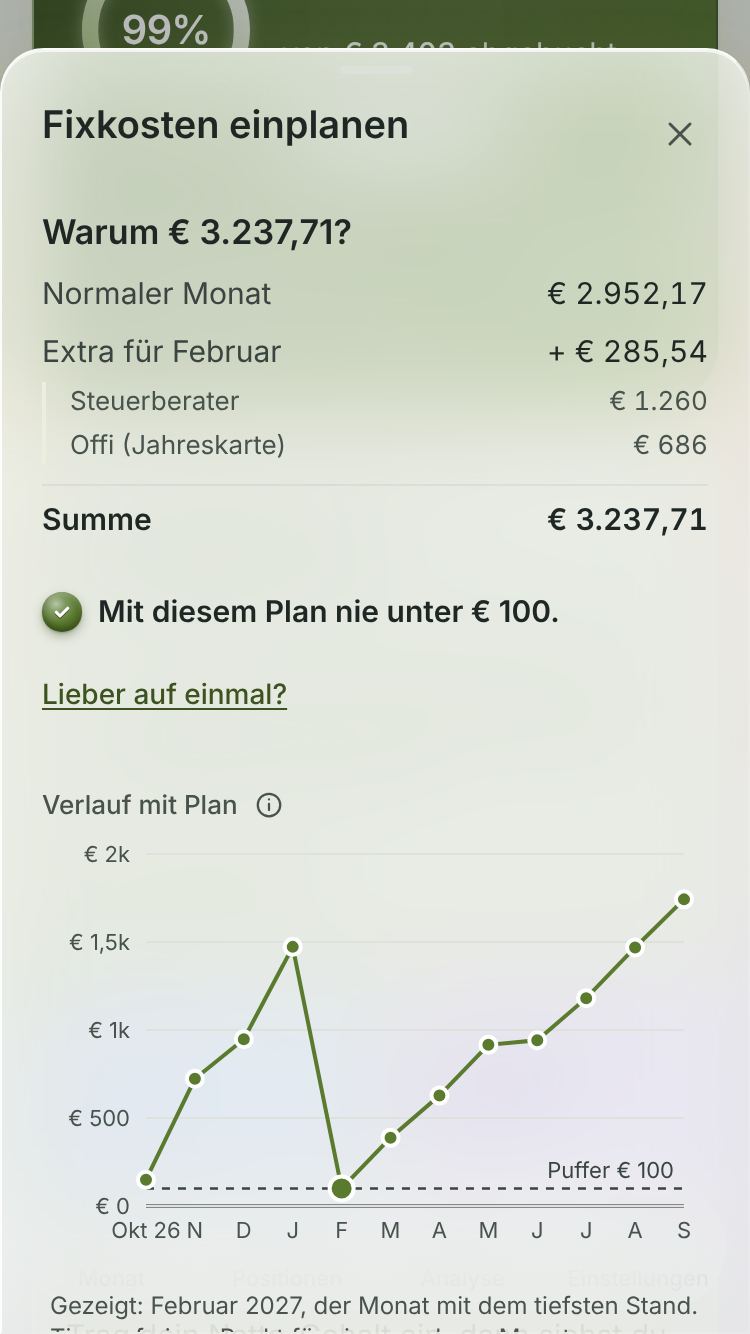 99%
Fixkosten einplanen
Warum € 3.237,71?
Normaler Monat € 2.952,17
Extra für Februar + € 285,54
Steuerberater € 1.260
Offi (Jahreskarte) € 686
Summe € 3.237,71
Mit diesem Plan nie unter € 100.
Lieber auf einmal?
Verlauf mit Plan
€ 2k
€ 1,5k
€ 1k
€ 500
Puffer € 100
€ 0
Okt 26 N D J F M A M J J A S
Monat Positionen Analyse Einstellungen
Gezeigt: Februar 2027, der Monat mit dem tiefsten Stand.